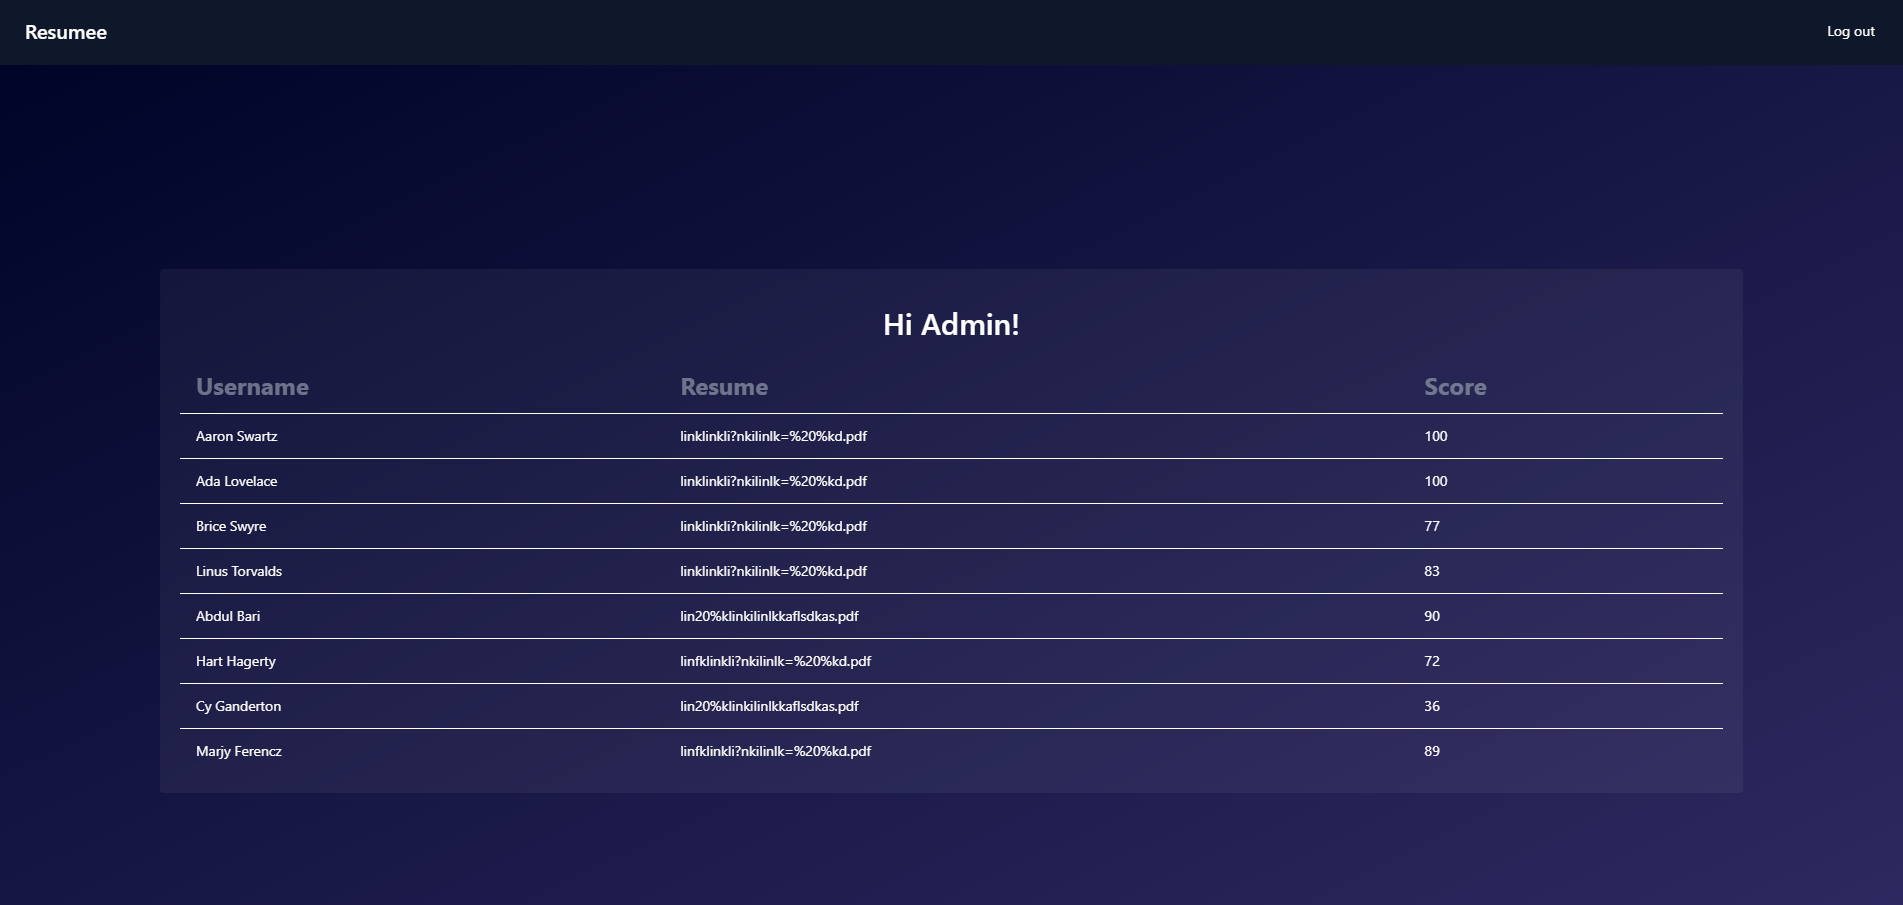 Resumee Log out
Hi Admin!
Username Resume Score
Aaron Swartz linklinkli?nkilinlk=%20%kd.pdf 100
Ada Lovelace linklinkli?nkilinlk=%20%kd.pdf 100
Brice Swyre linklinkli?nkilinlk=%20%kd.pdf 77
Linus Torvalds linklinkli?nkilinlk=%20%kd.pdf 83
Abdul Bari lin20%klinkilinlkkaflsdkas.pdf 90
Hart Hagerty linfklinkli?nkilinlk=%20%kd.pdf 72
Cy Ganderton lin20%klinkilinlkkaflsdkas.pdf 36
Marjy Ferencz linfklinkli?nkilinlk=%20%kd.pdf 89